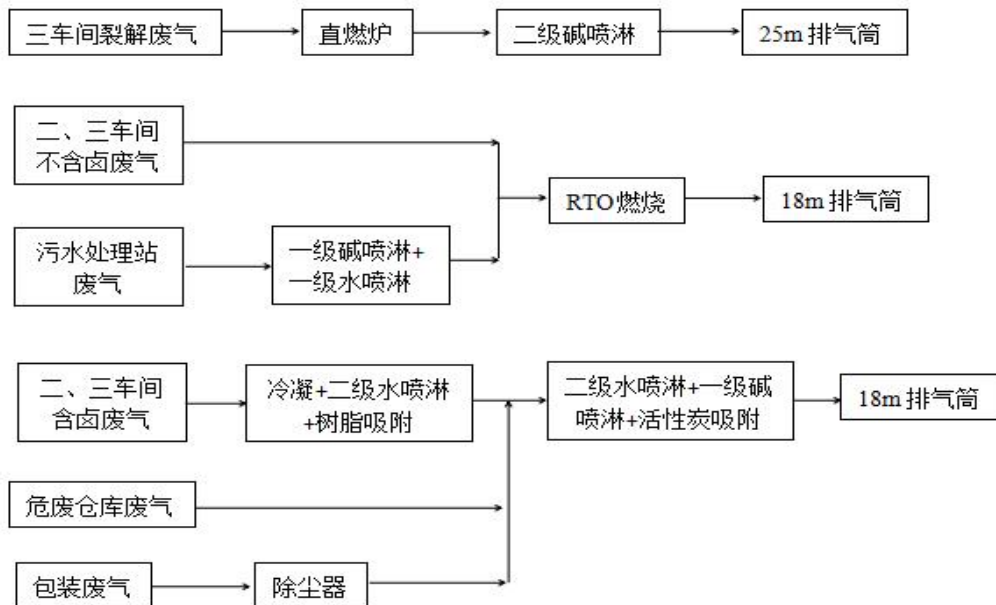 三车间裂解废气
直燃炉
二级碱喷淋
25m 排气筒
二、三车间
不含卤废气
RTO 燃烧
18m 排气筒
污水处理站
废气
一级碱喷淋+
一级水喷淋
二、三车间
含卤废气
冷凝+二级水喷淋
+树脂吸附
二级水喷淋+一级碱
喷淋+活性炭吸附
18m 排气筒
危废仓库废气
包装废气
除尘器